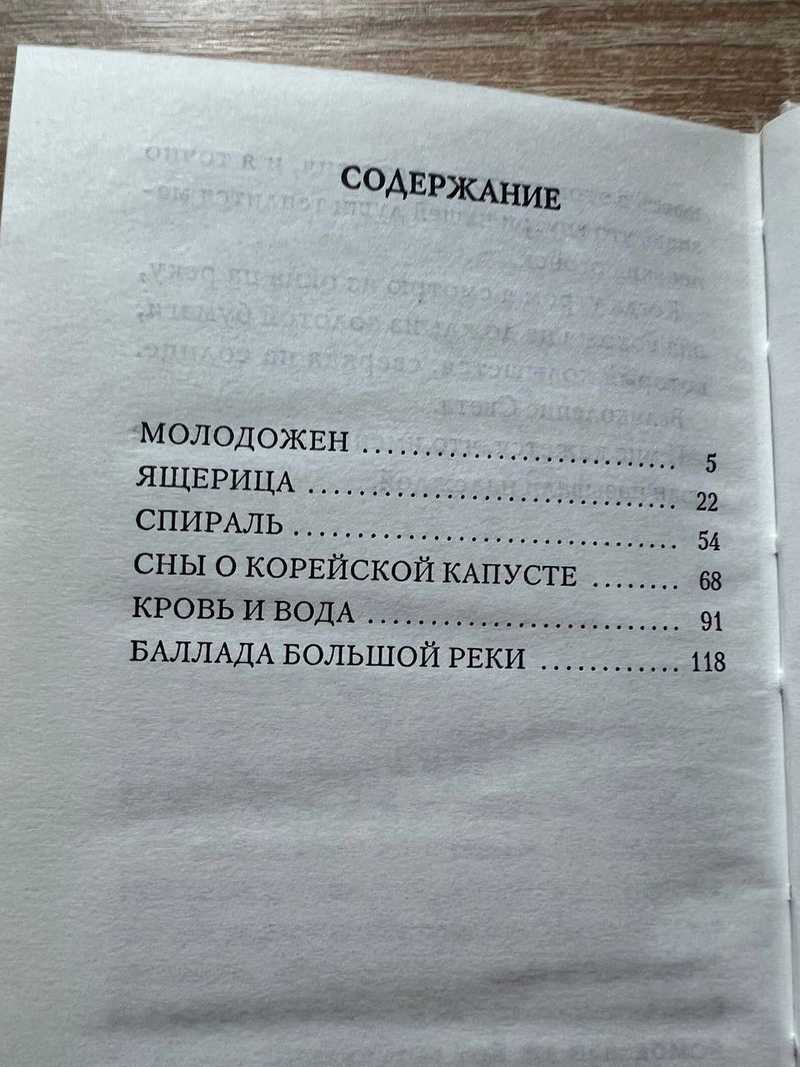 СОДЕРЖАНИЕ
МОЛОДОЖЕН ................................ 5
ЯЩЕРИЦА ..................................... 22
СПИРАЛЬ ...................................... 54
СНЫ О КОРЕЙСКОЙ КАПУСТЕ ........ 68
КРОВЬ И ВОДА ............................... 91
БАЛЛАДА БОЛЬШОЙ РЕКИ ............ 118